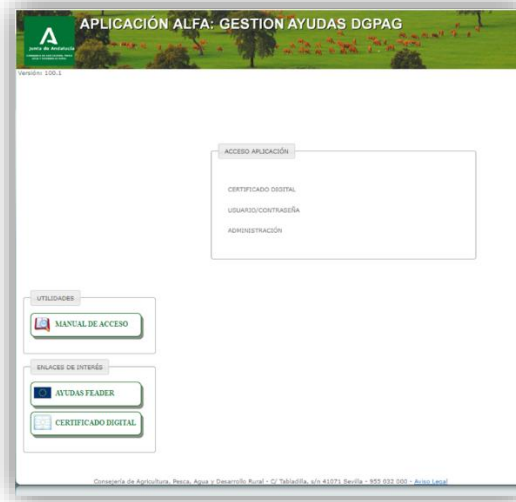 APLICACIÓN ALFA: GESTION AYUDAS DGPAG
Junta de Andalucía
Versión: 100.1
ACCESO APLICACIÓN
CERTIFICADO DIGITAL
USUARIO/CONTRASEÑA
ADMINISTRACIÓN
UTILIDADES
MANUAL DE ACCESO
ENLACES DE INTERÉS
AYUDAS FEADER
CERTIFICADO DIGITAL
Consejería de Agricultura, Pesca, Agua y Desarrollo Rural - C/ Tabladilla, s/n 41071 Sevilla - 955 032 000 - Aviso Legal